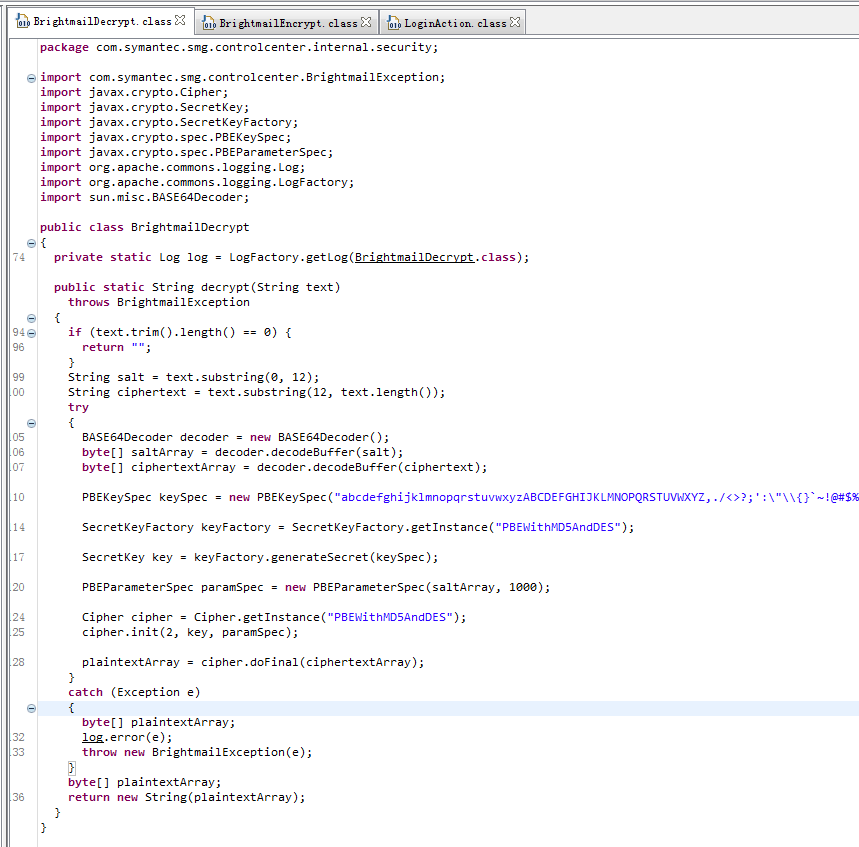 BrightmailDecrypt.class BrightmailEncrypt.class LoginAction.class
package com.symantec.smg.controlcenter.internal.security;
import com.symantec.smg.controlcenter.BrightmailException;
import javax.crypto.Cipher;
import javax.crypto.SecretKey;
import javax.crypto.SecretKeyFactory;
import javax.crypto.spec.PBEKeySpec;
import javax.crypto.spec.PBEParameterSpec;
import org.apache.commons.logging.Log;
import org.apache.commons.logging.LogFactory;
import sun.misc.BASE64Decoder;
public class BrightmailDecrypt
{
74 private static Log log = LogFactory.getLog(BrightmailDecrypt.class);
public static String decrypt(String text)
throws BrightmailException
{
94 if (text.trim().length() == 0) {
96 return "";
}
99 String salt = text.substring(0, 12);
.00 String ciphertext = text.substring(12, text.length());
try
{
.05 BASE64Decoder decoder = new BASE64Decoder();
.06 byte[] saltArray = decoder.decodeBuffer(salt);
.07 byte[] ciphertextArray = decoder.decodeBuffer(ciphertext);
.10 PBEKeySpec keySpec = new PBEKeySpec("abcdefghijklmnopqrstuvwxyzABCDEFGHIJKLMNOPQRSTUVWXYZ,./<>?;':\"\\{}`~!@#$%
.14 SecretKeyFactory keyFactory = SecretKeyFactory.getInstance("PBEWithMD5AndDES");
.17 SecretKey key = keyFactory.generateSecret(keySpec);
.20 PBEParameterSpec paramSpec = new PBEParameterSpec(saltArray, 1000);
.24 Cipher cipher = Cipher.getInstance("PBEWithMD5AndDES");
.25 cipher.init(2, key, paramSpec);
.28 plaintextArray = cipher.doFinal(ciphertextArray);
}
catch (Exception e)
{
byte[] plaintextArray;
.32 log.error(e);
.33 throw new BrightmailException(e);
}
byte[] plaintextArray;
.36 return new String(plaintextArray);
}
}